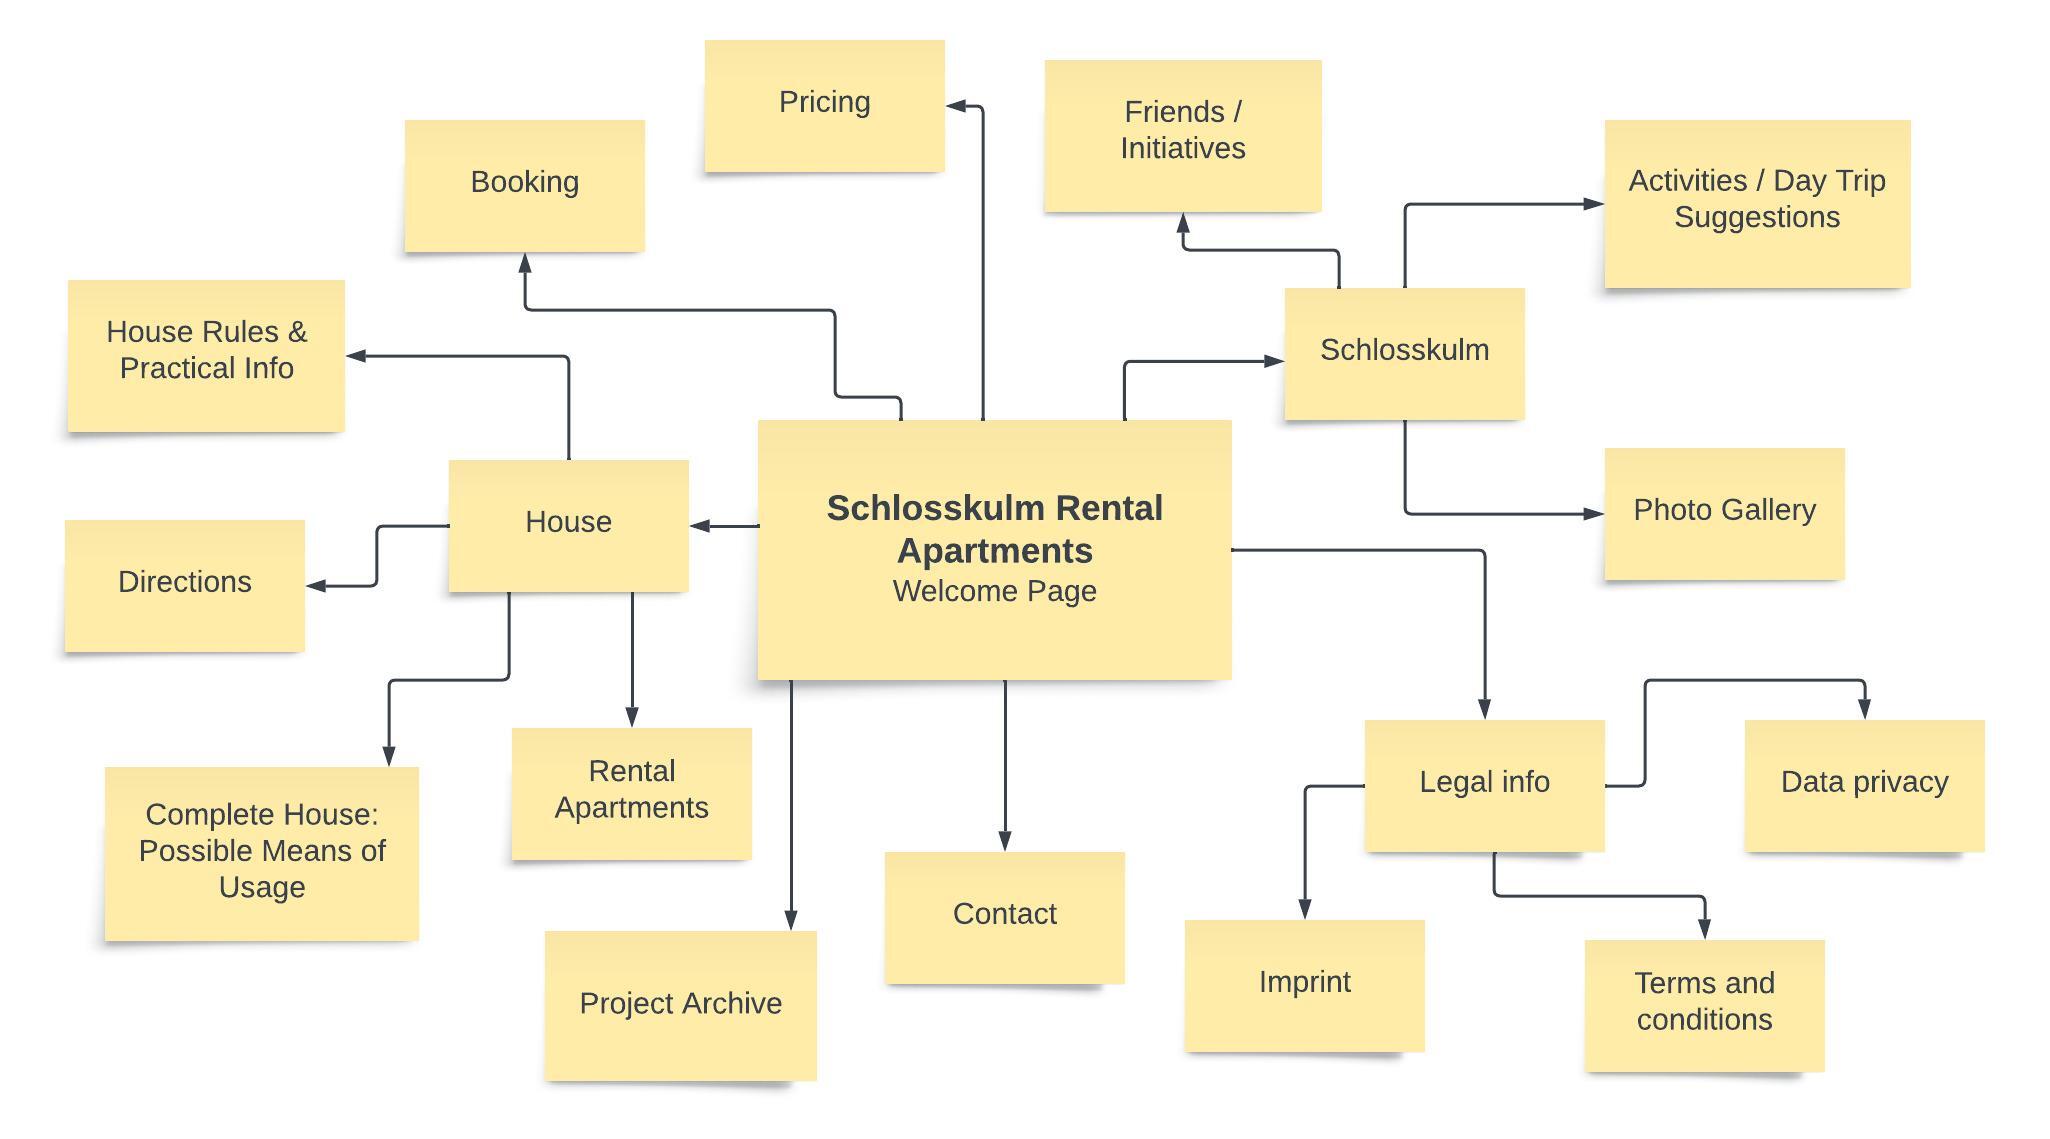 Pricing
Friends /
Initiatives
Booking
Activities / Day Trip
Suggestions
House Rules &
Practical Info
Schlosskulm
House
Schlosskulm Rental
Apartments
Welcome Page
Photo Gallery
Directions
Rental
Apartments
Legal info
Data privacy
Complete House:
Possible Means of
Usage
Contact
Project Archive
Imprint
Terms and
conditions